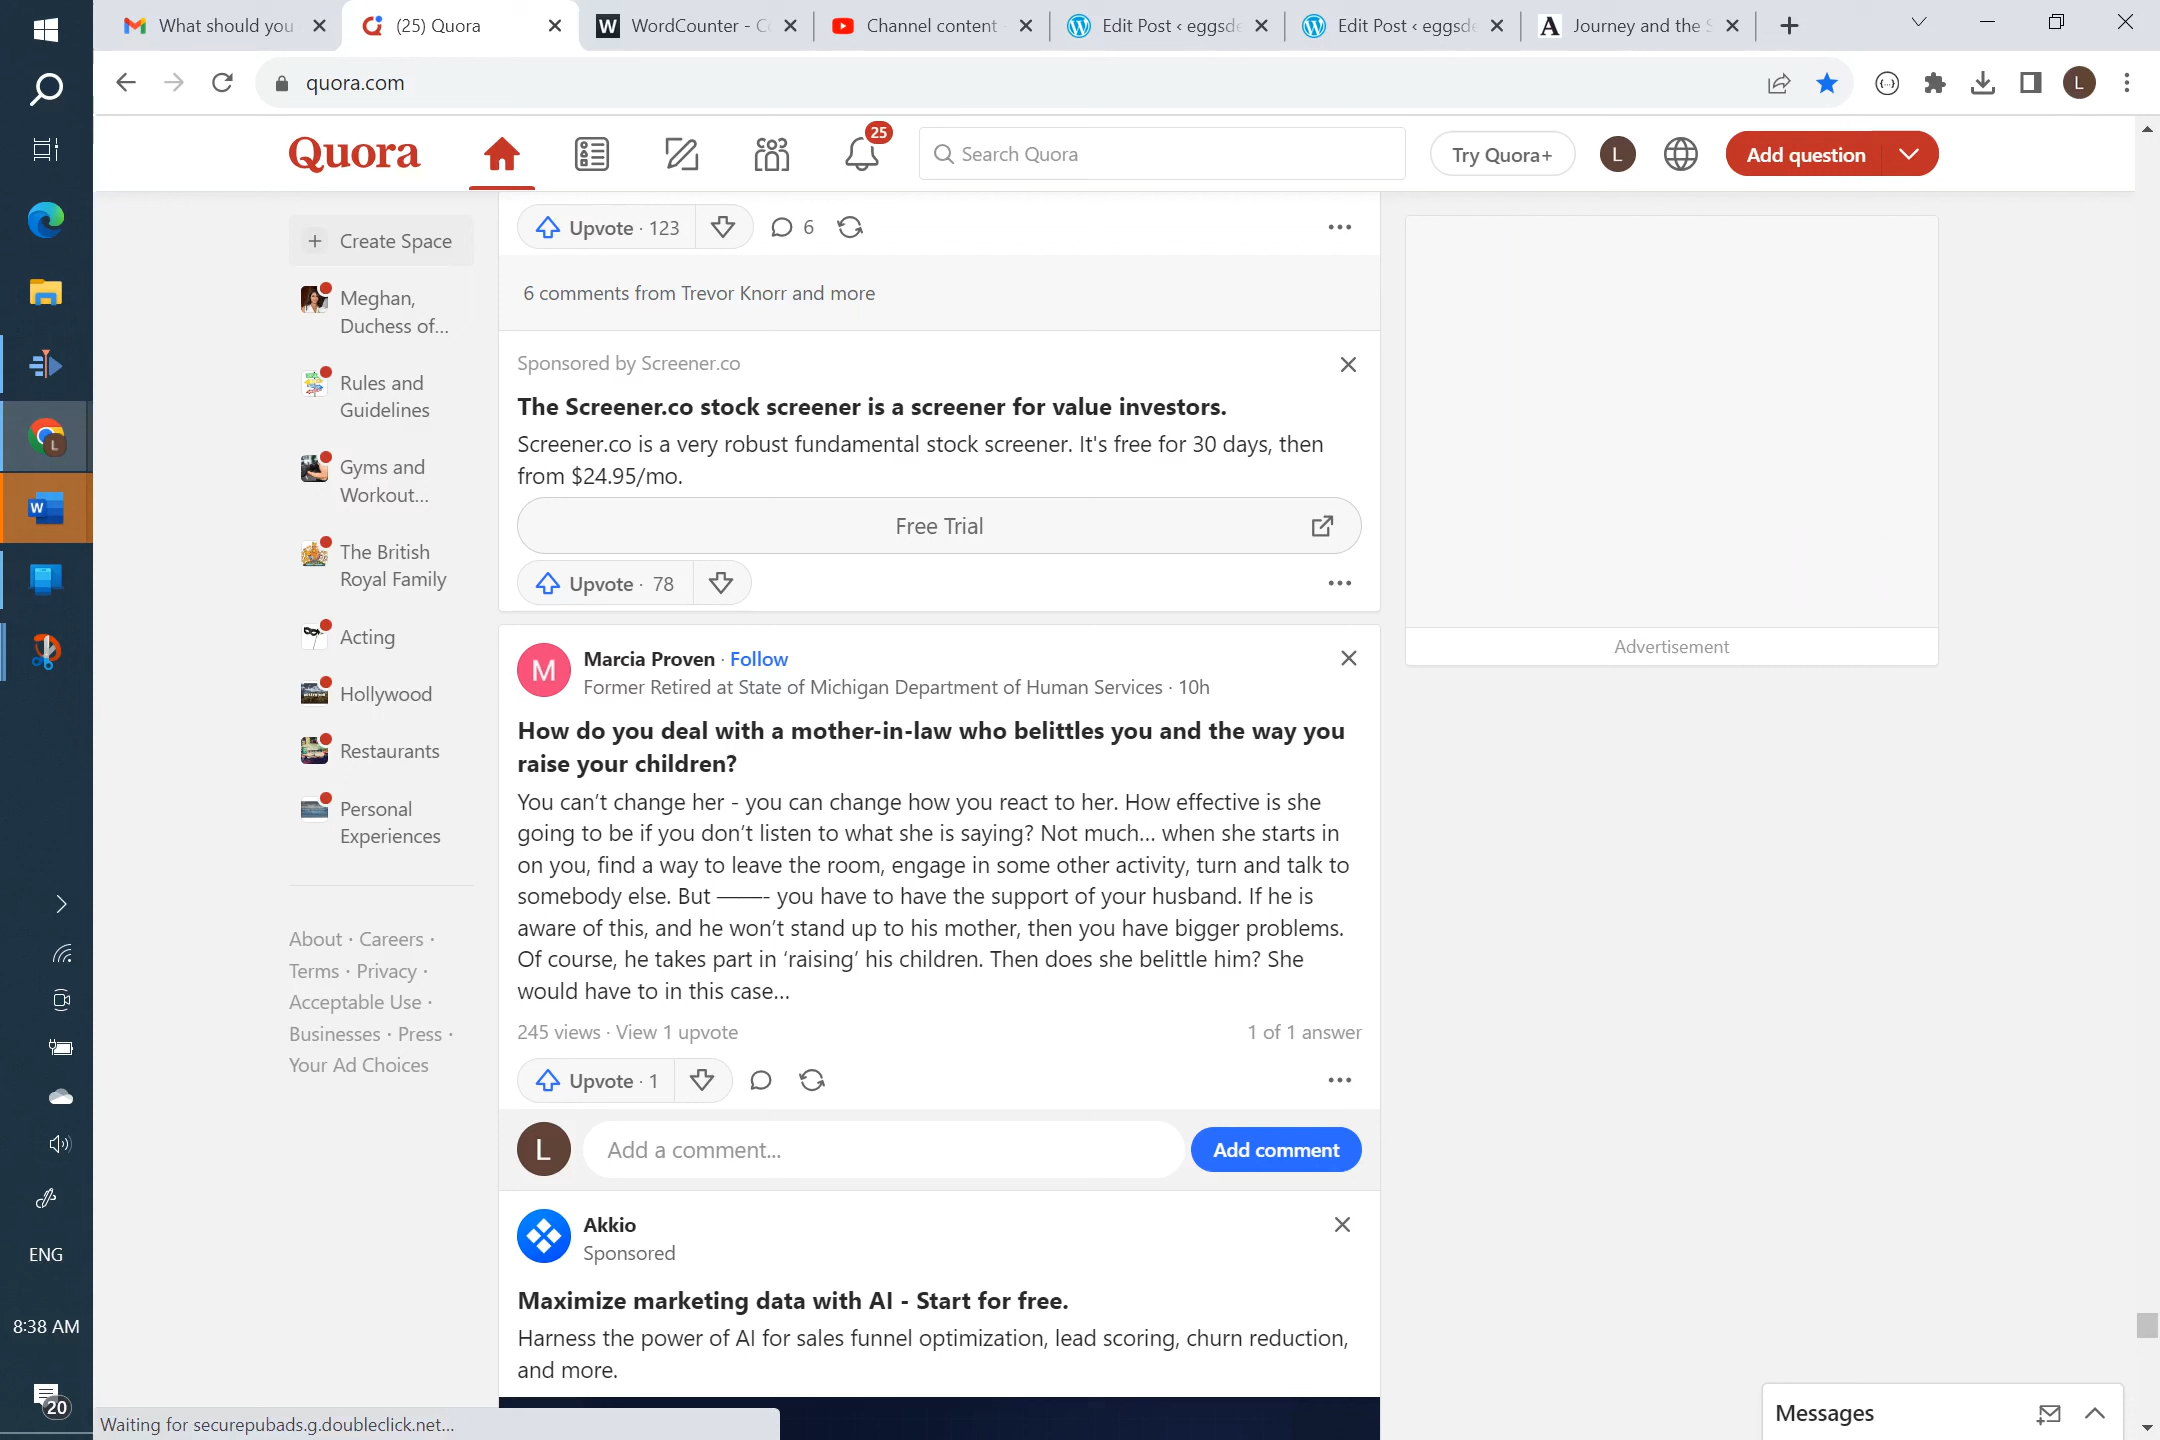 What should you
(25) Quora
WordCounter - C
Channel content
Edit Post ‹ eggsde
Edit Post ‹ eggsde
Journey and the S
quora.com
L
Quora
25
Search Quora
Try Quora+
L
Add question
Create Space
Meghan,
Duchess of...
Rules and
Guidelines
Gyms and
Workout...
The British
Royal Family
Acting
Hollywood
Restaurants
Personal
Experiences
About · Careers ·
Terms · Privacy ·
Acceptable Use ·
Businesses · Press ·
Your Ad Choices
Upvote · 123
6
6 comments from Trevor Knorr and more
Sponsored by Screener.co
The Screener.co stock screener is a screener for value investors.
Screener.co is a very robust fundamental stock screener. It's free for 30 days, then
from $24.95/mo.
Free Trial
Upvote · 78
M
Marcia Proven · Follow
Former Retired at State of Michigan Department of Human Services · 10h
How do you deal with a mother-in-law who belittles you and the way you
raise your children?
You can’t change her - you can change how you react to her. How effective is she
going to be if you don’t listen to what she is saying? Not much... when she starts in
on you, find a way to leave the room, engage in some other activity, turn and talk to
somebody else. But ——- you have to have the support of your husband. If he is
aware of this, and he won’t stand up to his mother, then you have bigger problems.
Of course, he takes part in ‘raising’ his children. Then does she belittle him? She
would have to in this case...
245 views · View 1 upvote
1 of 1 answer
Upvote · 1
L
Add a comment...
Add comment
Akkio
Sponsored
Maximize marketing data with AI - Start for free.
Harness the power of AI for sales funnel optimization, lead scoring, churn reduction,
and more.
Advertisement
Messages
Waiting for securepubads.g.doubleclick.net...
L
W
ENG
8:38 AM
20